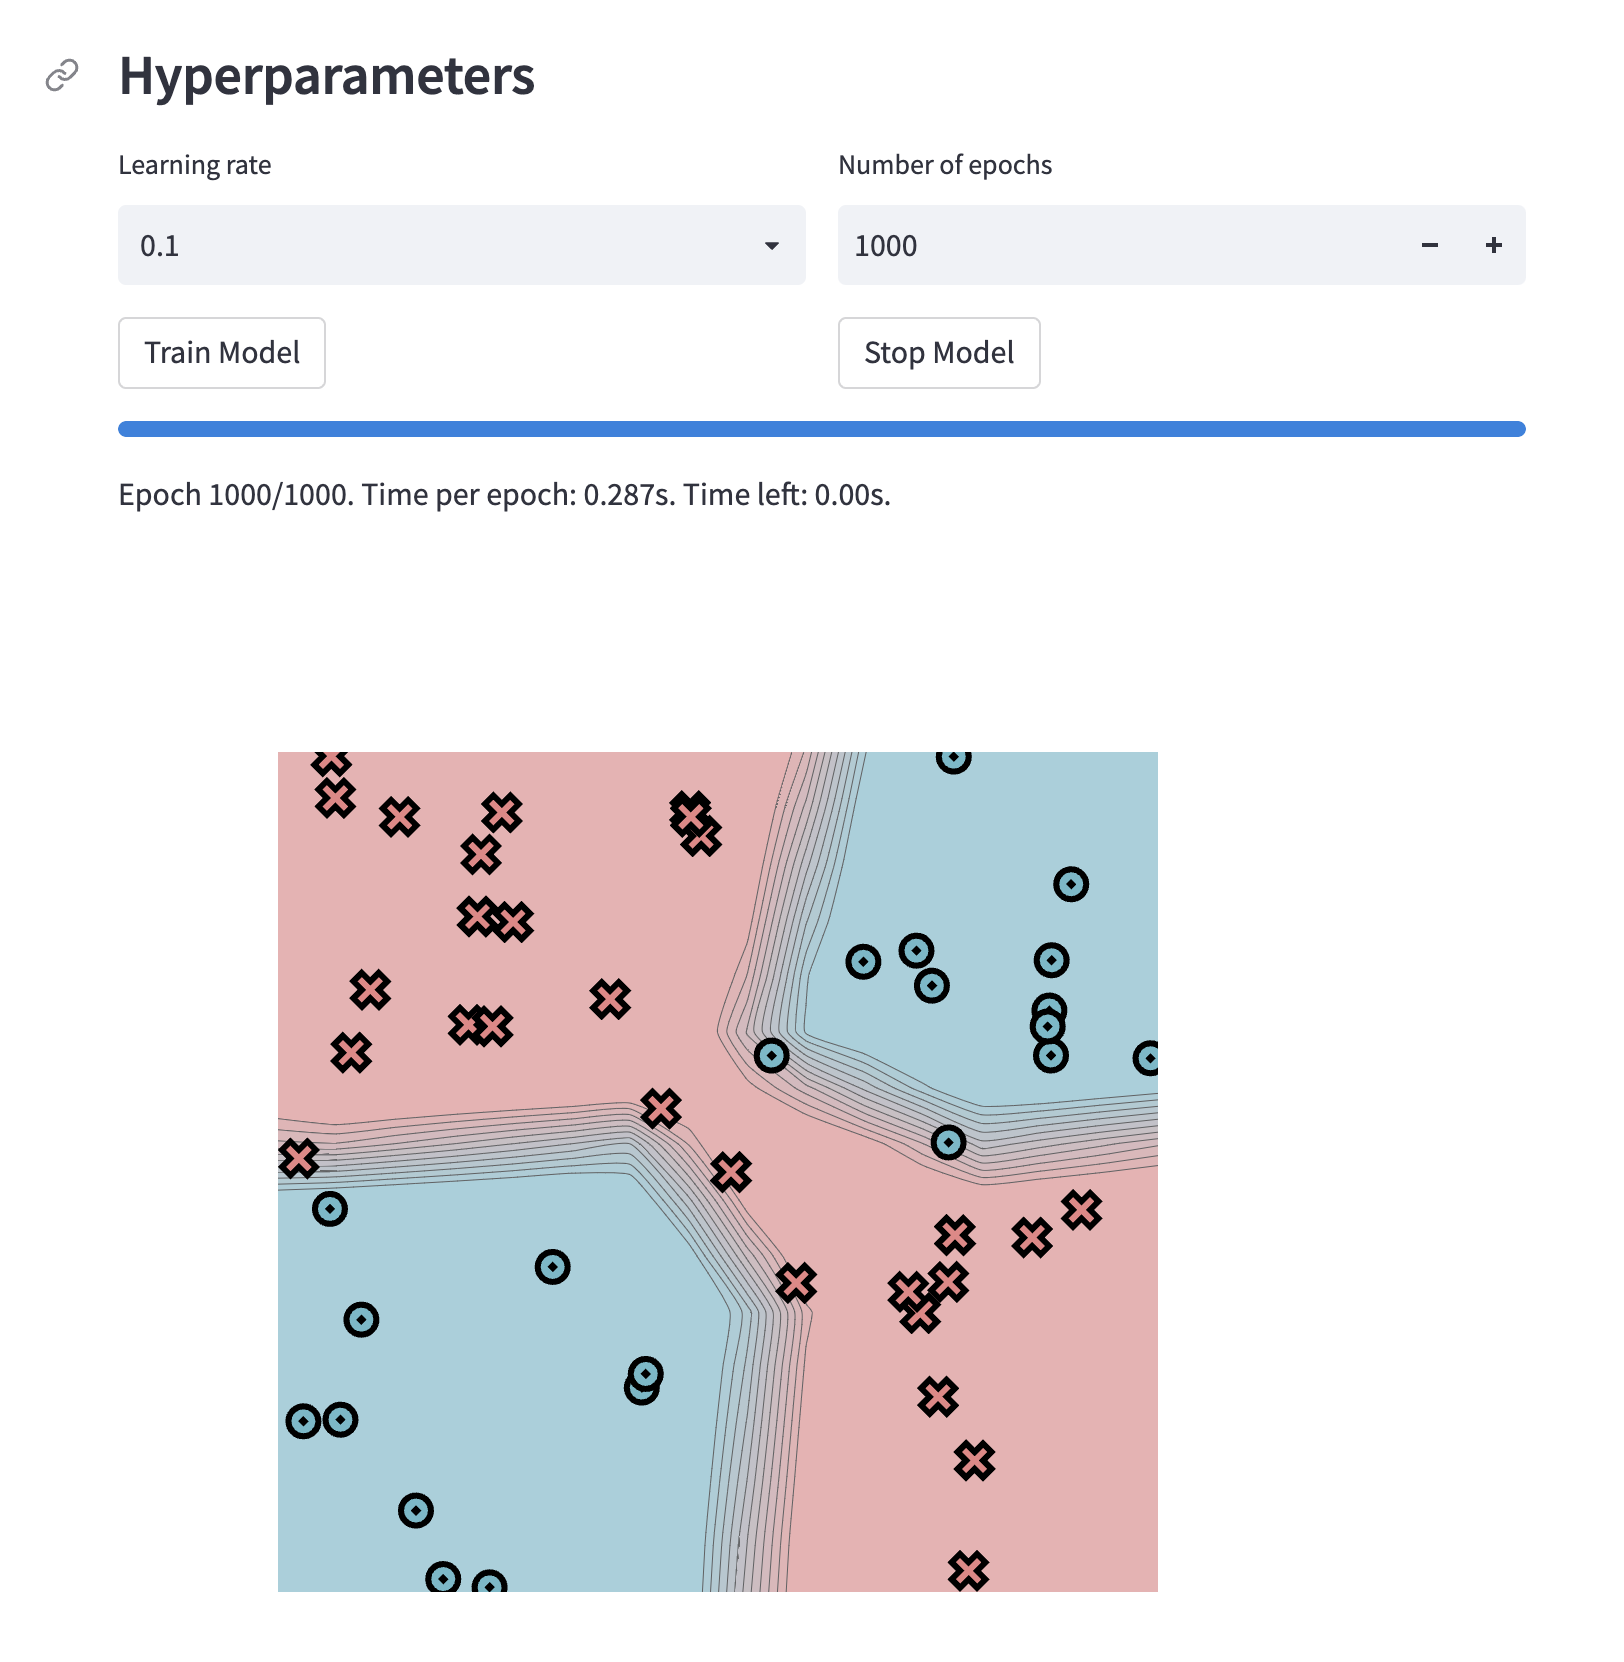 Hyperparameters
Learning rate
Number of epochs
0.1
1000
Train Model
Stop Model
Epoch 1000/1000. Time per epoch: 0.287s. Time left: 0.00s.